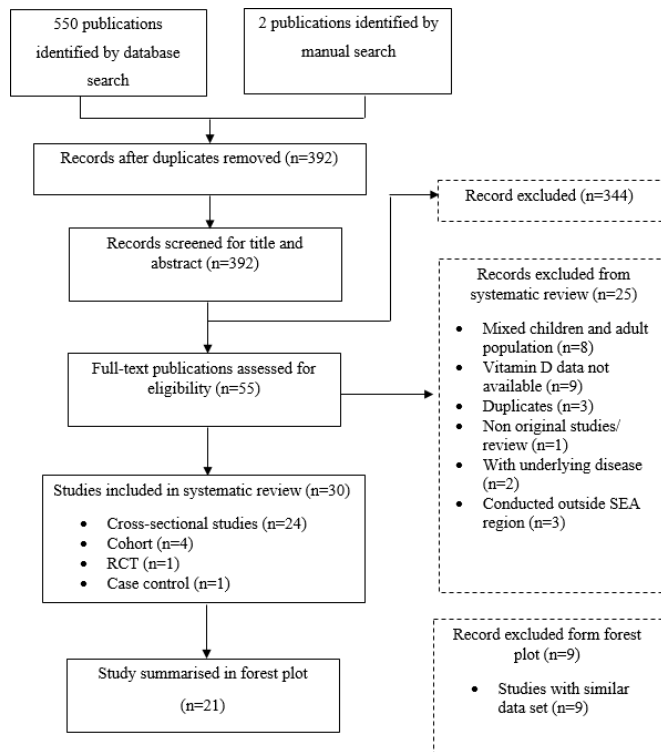 550 publications
identified by database
search
2 publications identified by
manual search
Records after duplicates removed (n=392)
Record excluded (n=344)
Records screened for title and
abstract (n=392)
Records excluded from
systematic review (n=25)
• Mixed children and adult
population (n=8)
• Vitamin D data not
available (n=9)
• Duplicates (n=3)
• Non original studies/
review (n=1)
• With underlying disease
(n=2)
• Conducted outside SEA
region (n=3)
Full-text publications assessed for
eligibility (n=55)
Studies included in systematic review (n=30)
• Cross-sectional studies (n=24)
• Cohort (n=4)
• RCT (n=1)
• Case control (n=1)
Record excluded form forest
plot (n=9)
• Studies with similar
data set (n=9)
Study summarised in forest plot
(n=21)